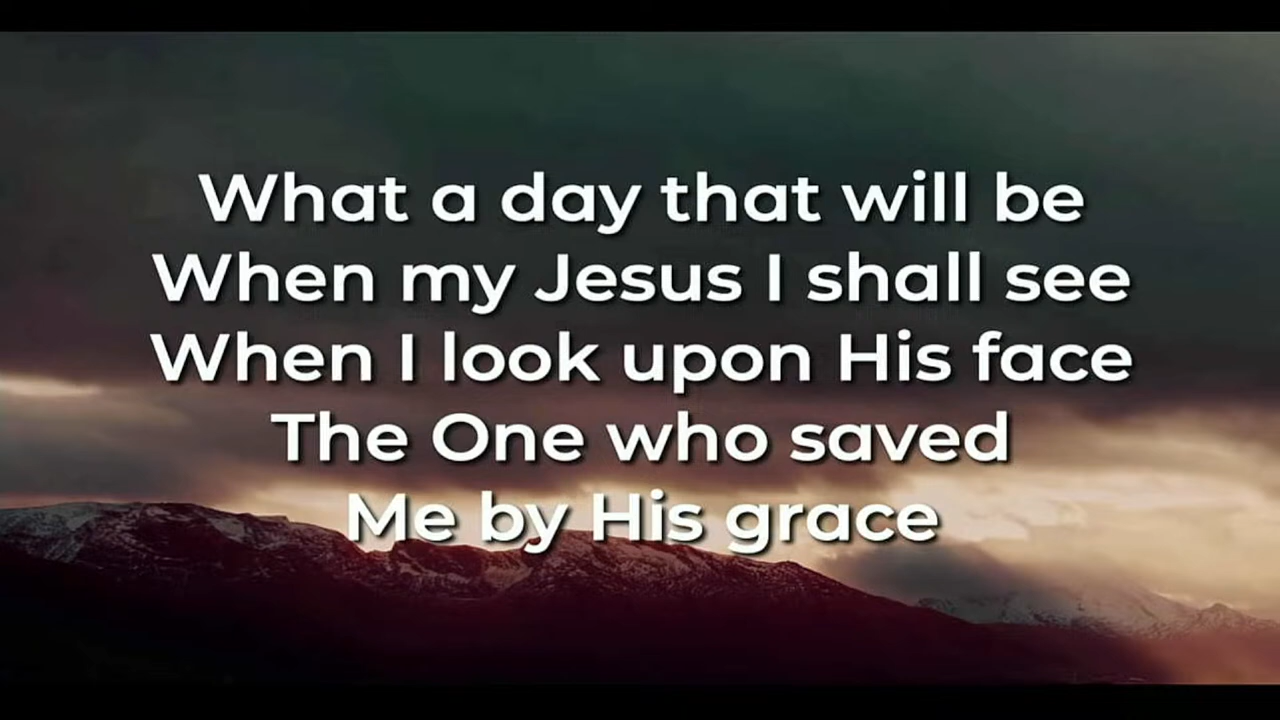 What a day that will be
When my Jesus I shall see
When I look upon His face
The One who saved
Me by His grace